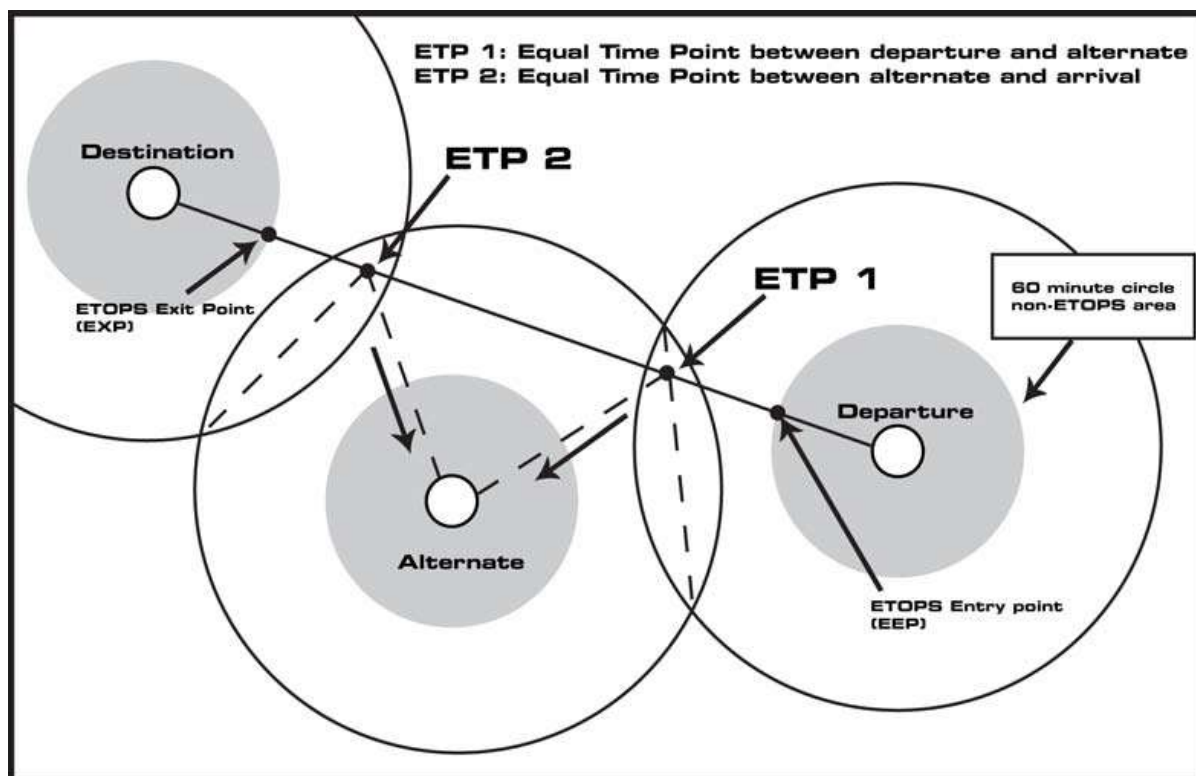 ETP 1: Equal Time Point between departure and alternate
ETP 2: Equal Time Point between alternate and arrival
Destination
ETP 2
ETOPS Exit Point
(EXP)
ETP 1
60 minute circle
non-ETOPS area
Departure
Alternate
ETOPS Entry point
(EEP)